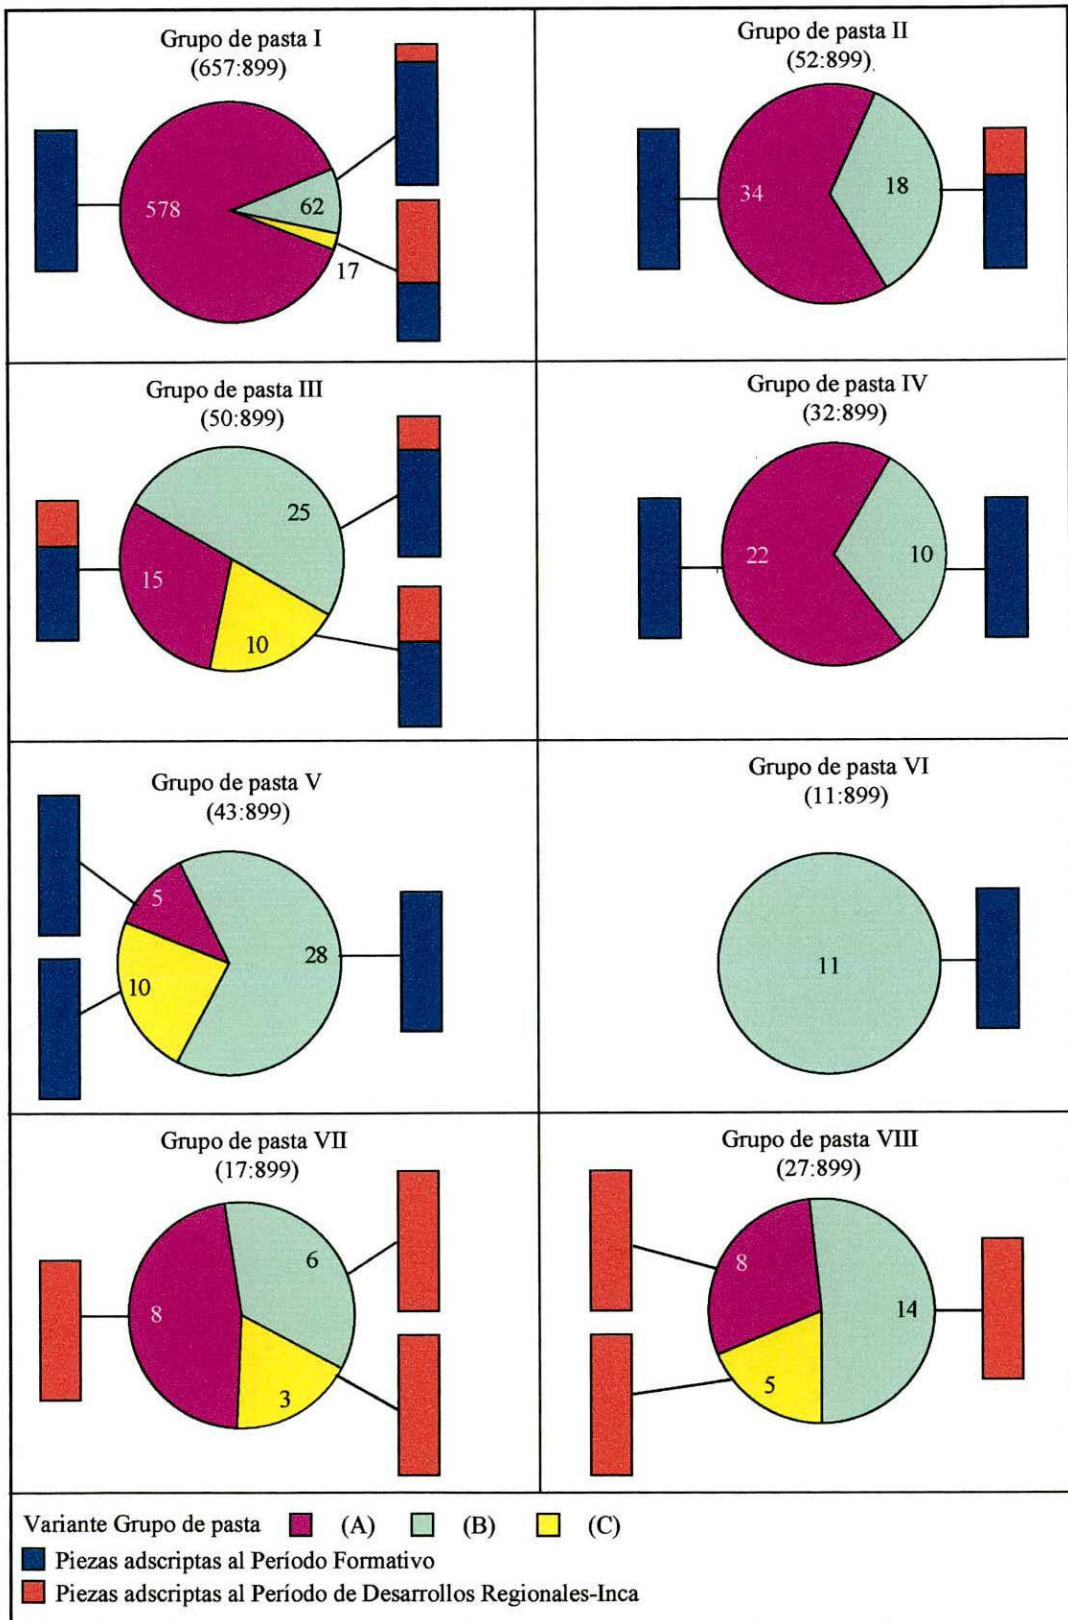 Grupo de pasta I
(657:899)
578
62
17
Grupo de pasta II
(52:899)
34
18
Grupo de pasta III
(50:899)
25
15
10
Grupo de pasta IV
(32:899)
22
10
Grupo de pasta V
(43:899)
5
28
10
Grupo de pasta VI
(11:899)
11
Grupo de pasta VII
(17:899)
6
8
3
Grupo de pasta VIII
(27:899)
8
14
5
Variante Grupo de pasta (A) (B) (C)
Piezas adscriptas al Período Formativo
Piezas adscriptas al Período de Desarrollos Regionales-Inca